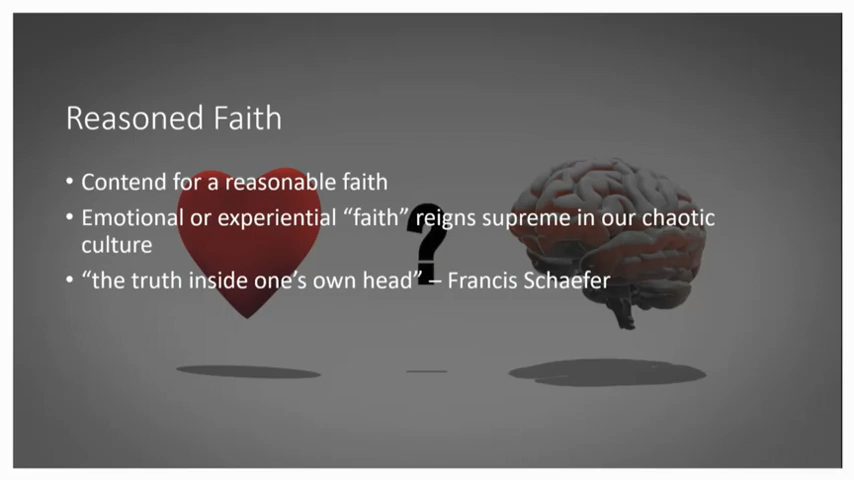 Reasoned Faith
• Contend for a reasonable faith
• Emotional or experiential “faith” reigns supreme in our chaotic
culture
• “the truth inside one’s own head” – Francis Schaefer
?